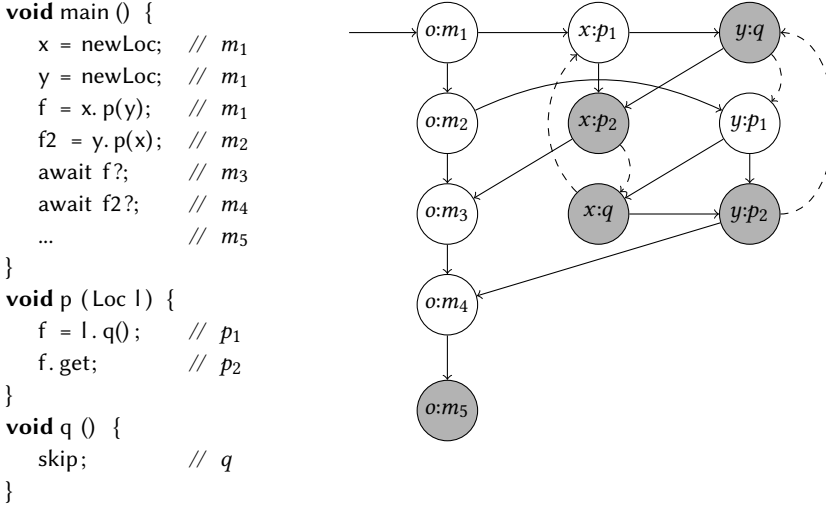 void main () {
x = newLoc; // m1
y = newLoc; // m1
f = x. p(y); // m1
f2 = y. p(x); // m2
await f?; // m3
await f2?; // m4
... // m5
}
void p ( Loc l ) {
f = l . q() ; // p1
f . get; // p2
}
void q () {
skip; // q
}
o:m1 x:p1 y:q
o:m2 x:p2 y:p1
o:m3 x:q y:p2
o:m4
o:m5